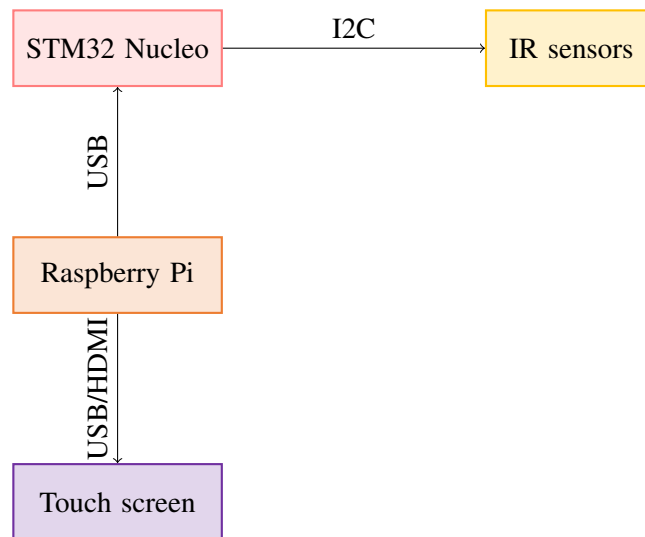 STM32 Nucleo
I2C
IR sensors
USB
Raspberry Pi
USB/HDMI
Touch screen